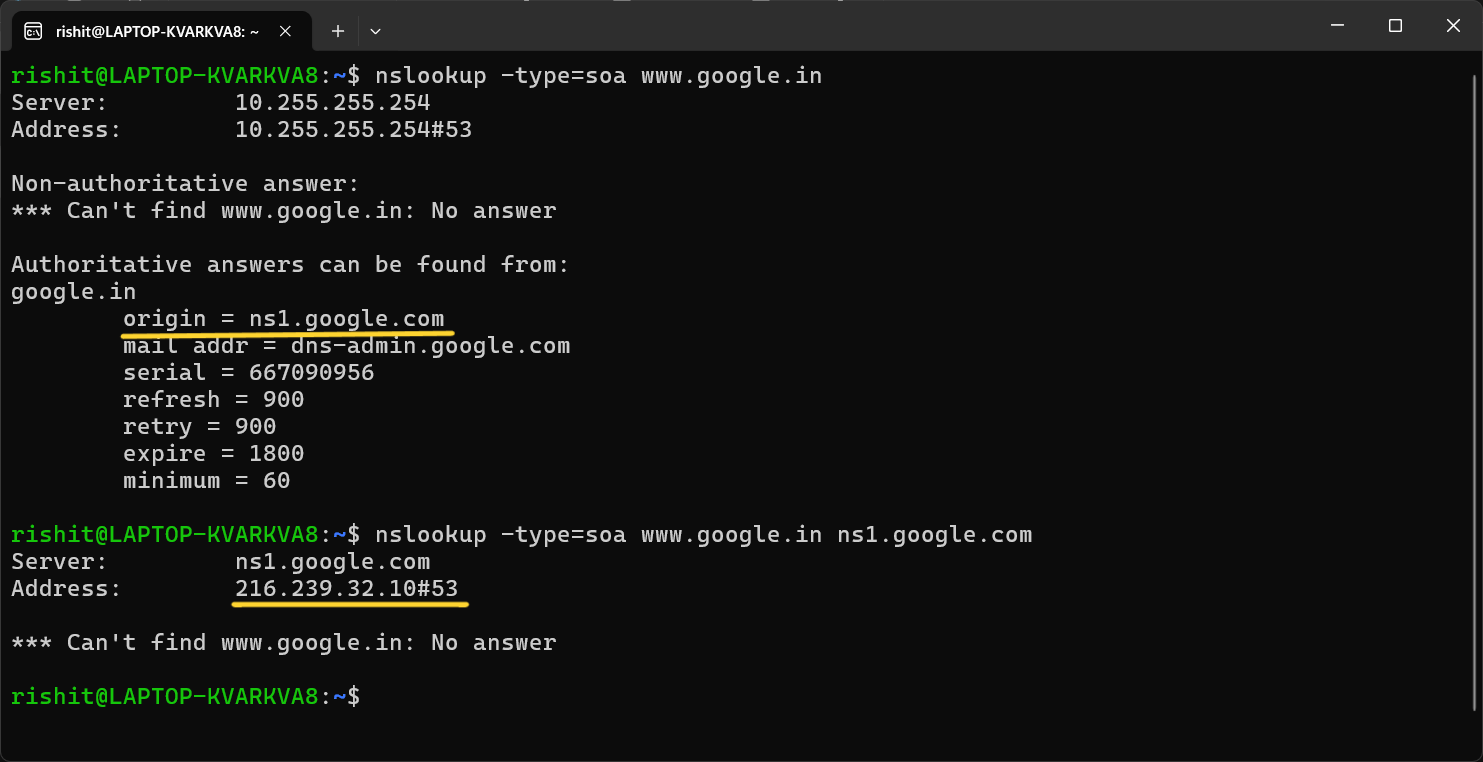 rishit@LAPTOP-KVARKVA8: ~
rishit@LAPTOP-KVARKVA8:~$ nslookup -type=soa www.google.in
Server:         10.255.255.254
Address:        10.255.255.254#53
Non-authoritative answer:
*** Can't find www.google.in: No answer
Authoritative answers can be found from:
google.in
        origin = ns1.google.com
        mail addr = dns-admin.google.com
        serial = 667090956
        refresh = 900
        retry = 900
        expire = 1800
        minimum = 60
rishit@LAPTOP-KVARKVA8:~$ nslookup -type=soa www.google.in ns1.google.com
Server:         ns1.google.com
Address:        216.239.32.10#53
*** Can't find www.google.in: No answer
rishit@LAPTOP-KVARKVA8:~$